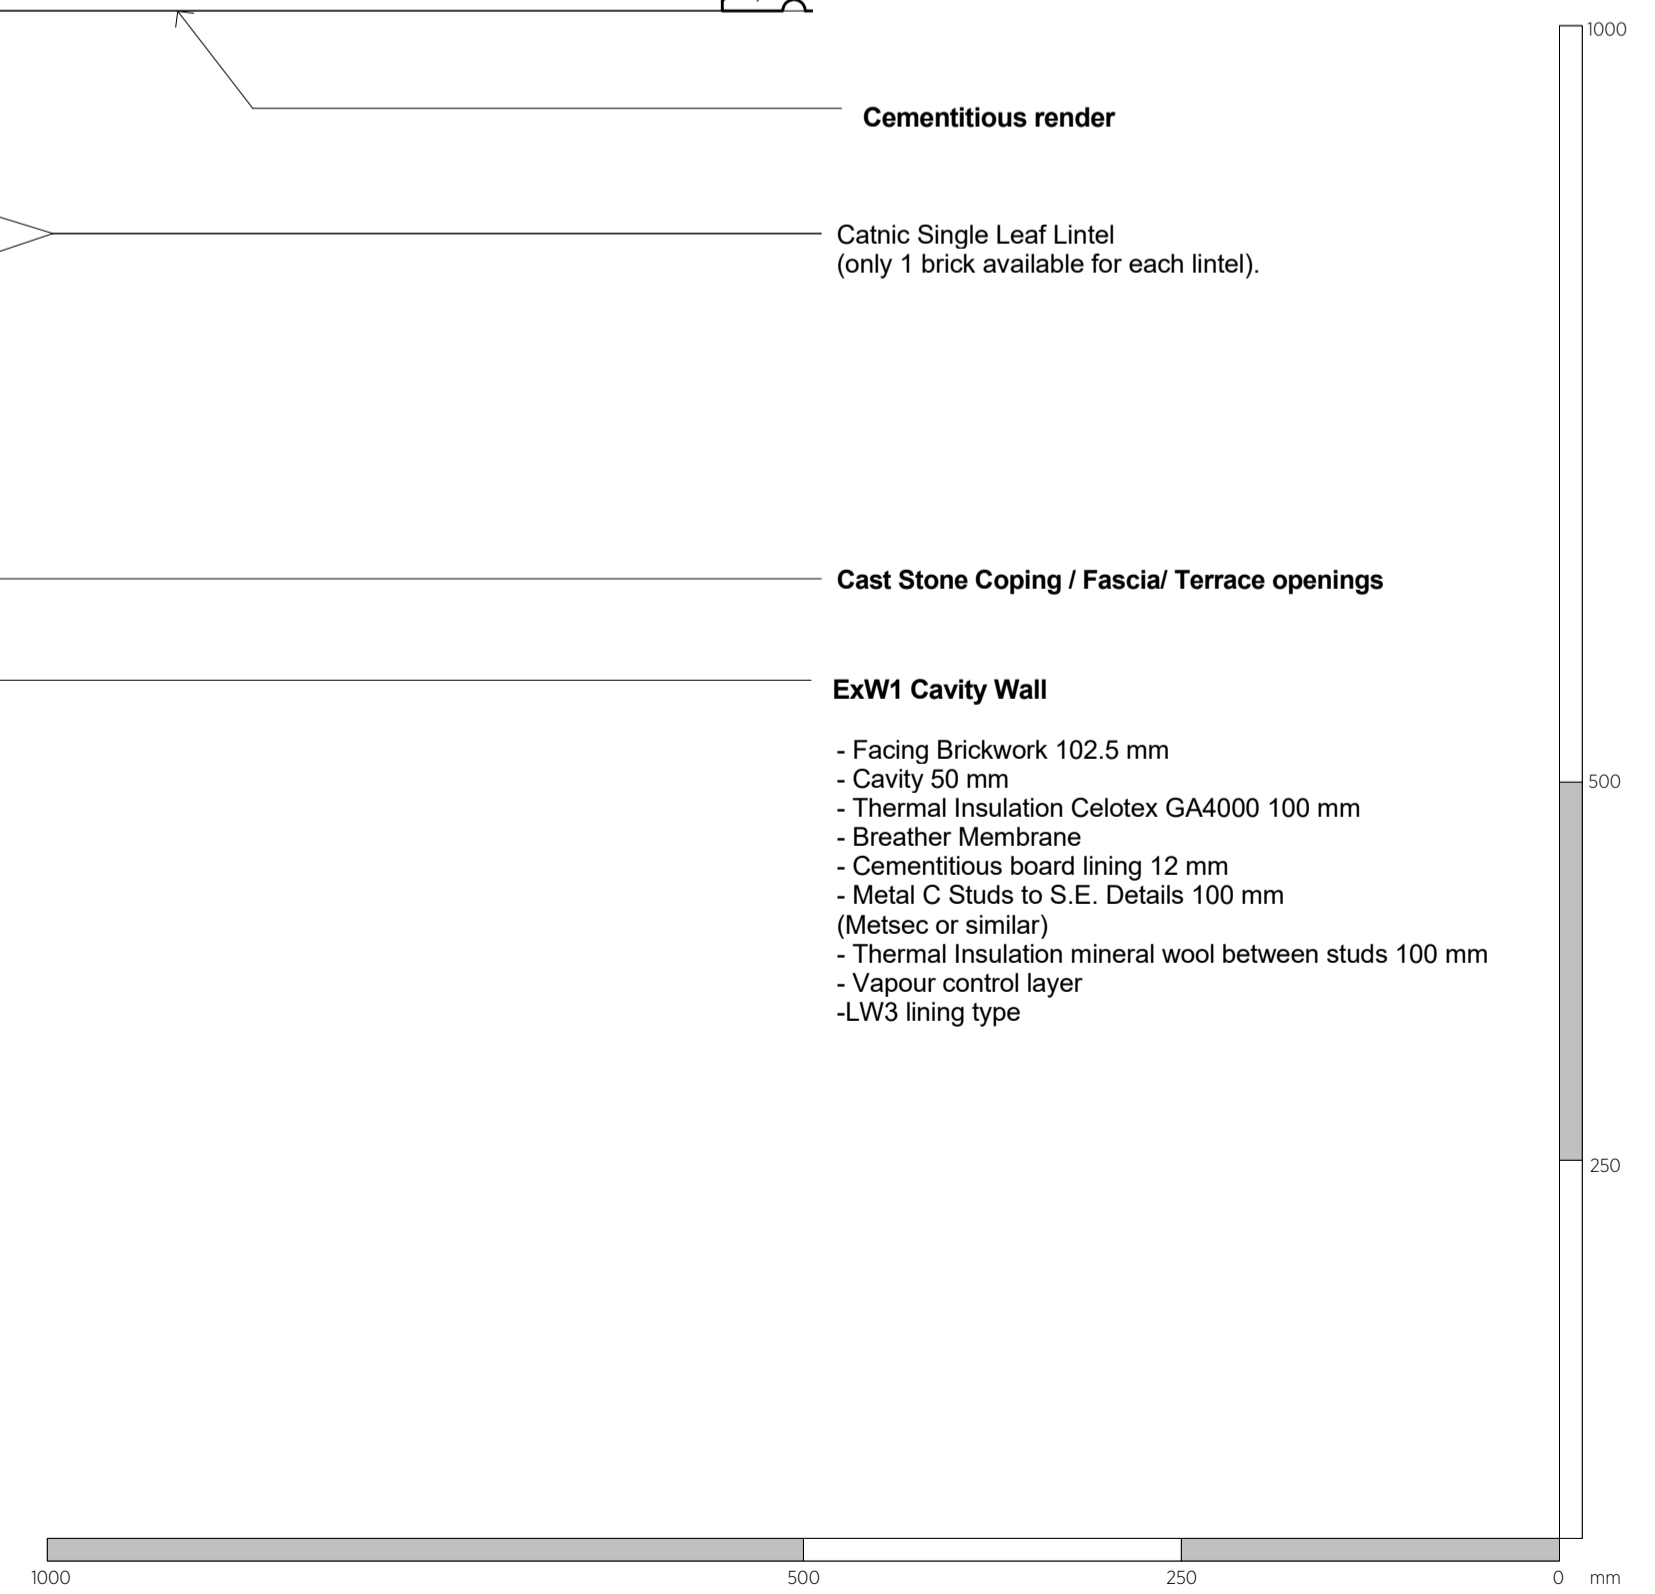 1000
Cementitious render
Catnic Single Leaf Lintel
(only 1 brick available for each lintel).
Cast Stone Coping / Fascia/ Terrace openings
ExW1 Cavity Wall
- Facing Brickwork 102.5 mm
- Cavity 50 mm
500
- Thermal Insulation Celotex GA4000 100 mm
- Breather Membrane
- Cementitious board lining 12 mm
- Metal C Studs to S.E. Details 100 mm
(Metsec or similar)
- Thermal Insulation mineral wool between studs 100 mm
- Vapour control layer
-LW3 lining type
250
1000 500 250 0 mm